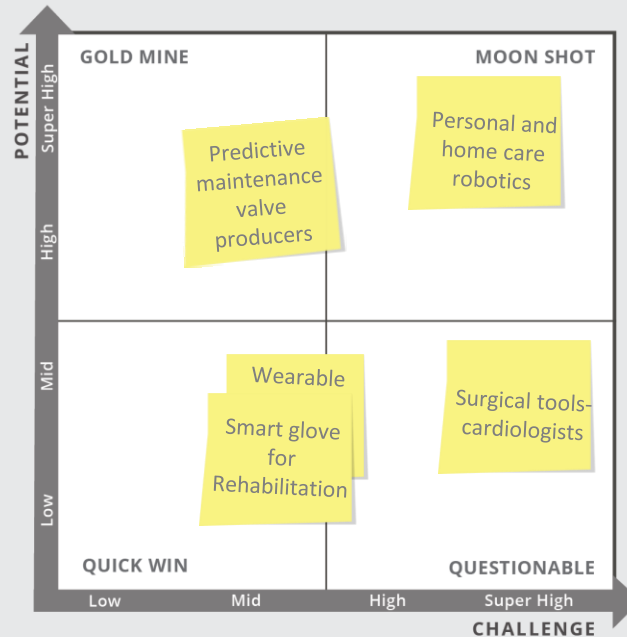 POTENTIAL
Super High
High
Mid
Low
GOLD MINE
MOON SHOT
Predictive
maintenance
valve
producers
Personal and
home care
robotics
Wearable
Smart glove
for
Rehabilitation
Surgical tools-
cardiologists
QUICK WIN
QUESTIONABLE
Low
Mid
High
Super High
CHALLENGE